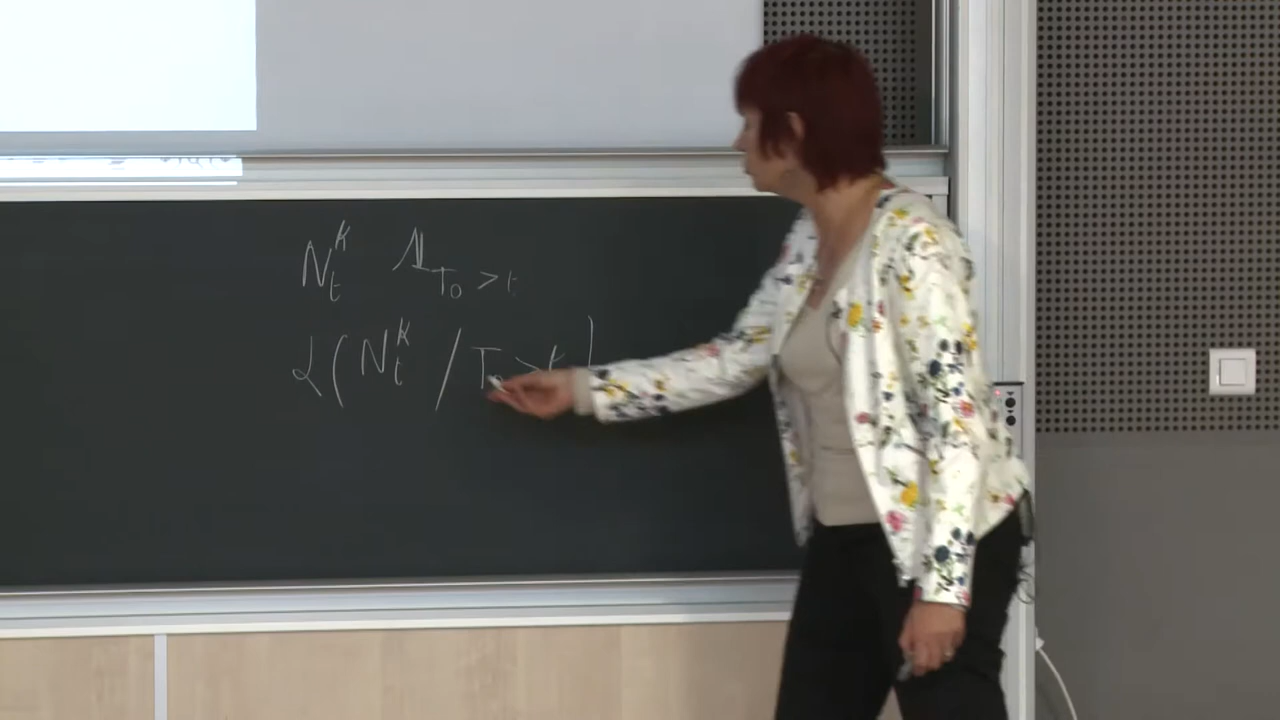 N_t^k 𝟙_{T_0 > t}
ℒ(N_t^k / T_0 > t)